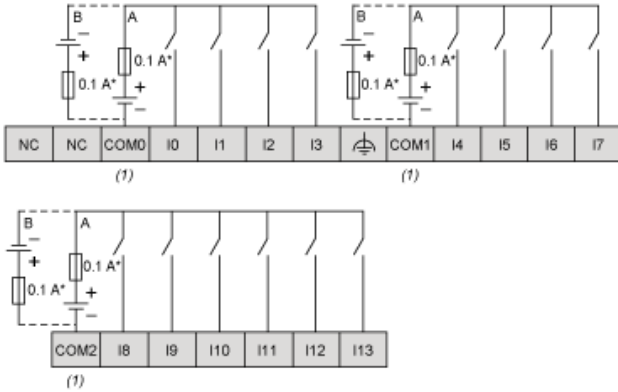 B A B A
− −
+ 0.1 A* + 0.1 A*
0.1 A* + 0.1 A* +
− −
NC NC COM0 I0 I1 I2 I3 COM1 I4 I5 I6 I7
(1) (1)
B A
−
+ 0.1 A*
0.1 A* +
−
COM2 I8 I9 I10 I11 I12 I13
(1)